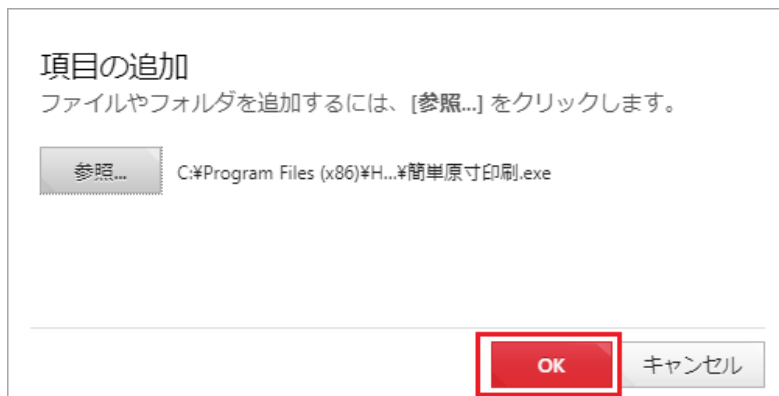 項目の追加
ファイルやフォルダを追加するには、[参照...] をクリックします。
参照... C:¥Program Files (x86)¥H...¥簡単原寸印刷.exe
OK キャンセル